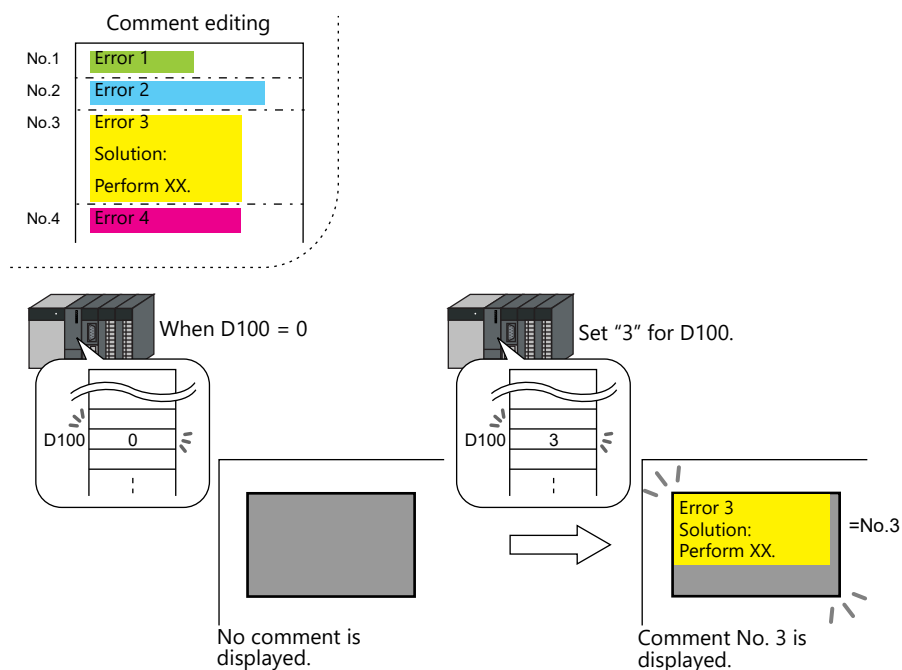 Comment editing
No.1 Error 1
No.2 Error 2
No.3 Error 3
Solution:
Perform XX.
No.4 Error 4
When D100 = 0
D100 0
No comment is
displayed.
Set “3” for D100.
D100 3
Error 3
Solution:
Perform XX.
=No.3
Comment No. 3 is
displayed.